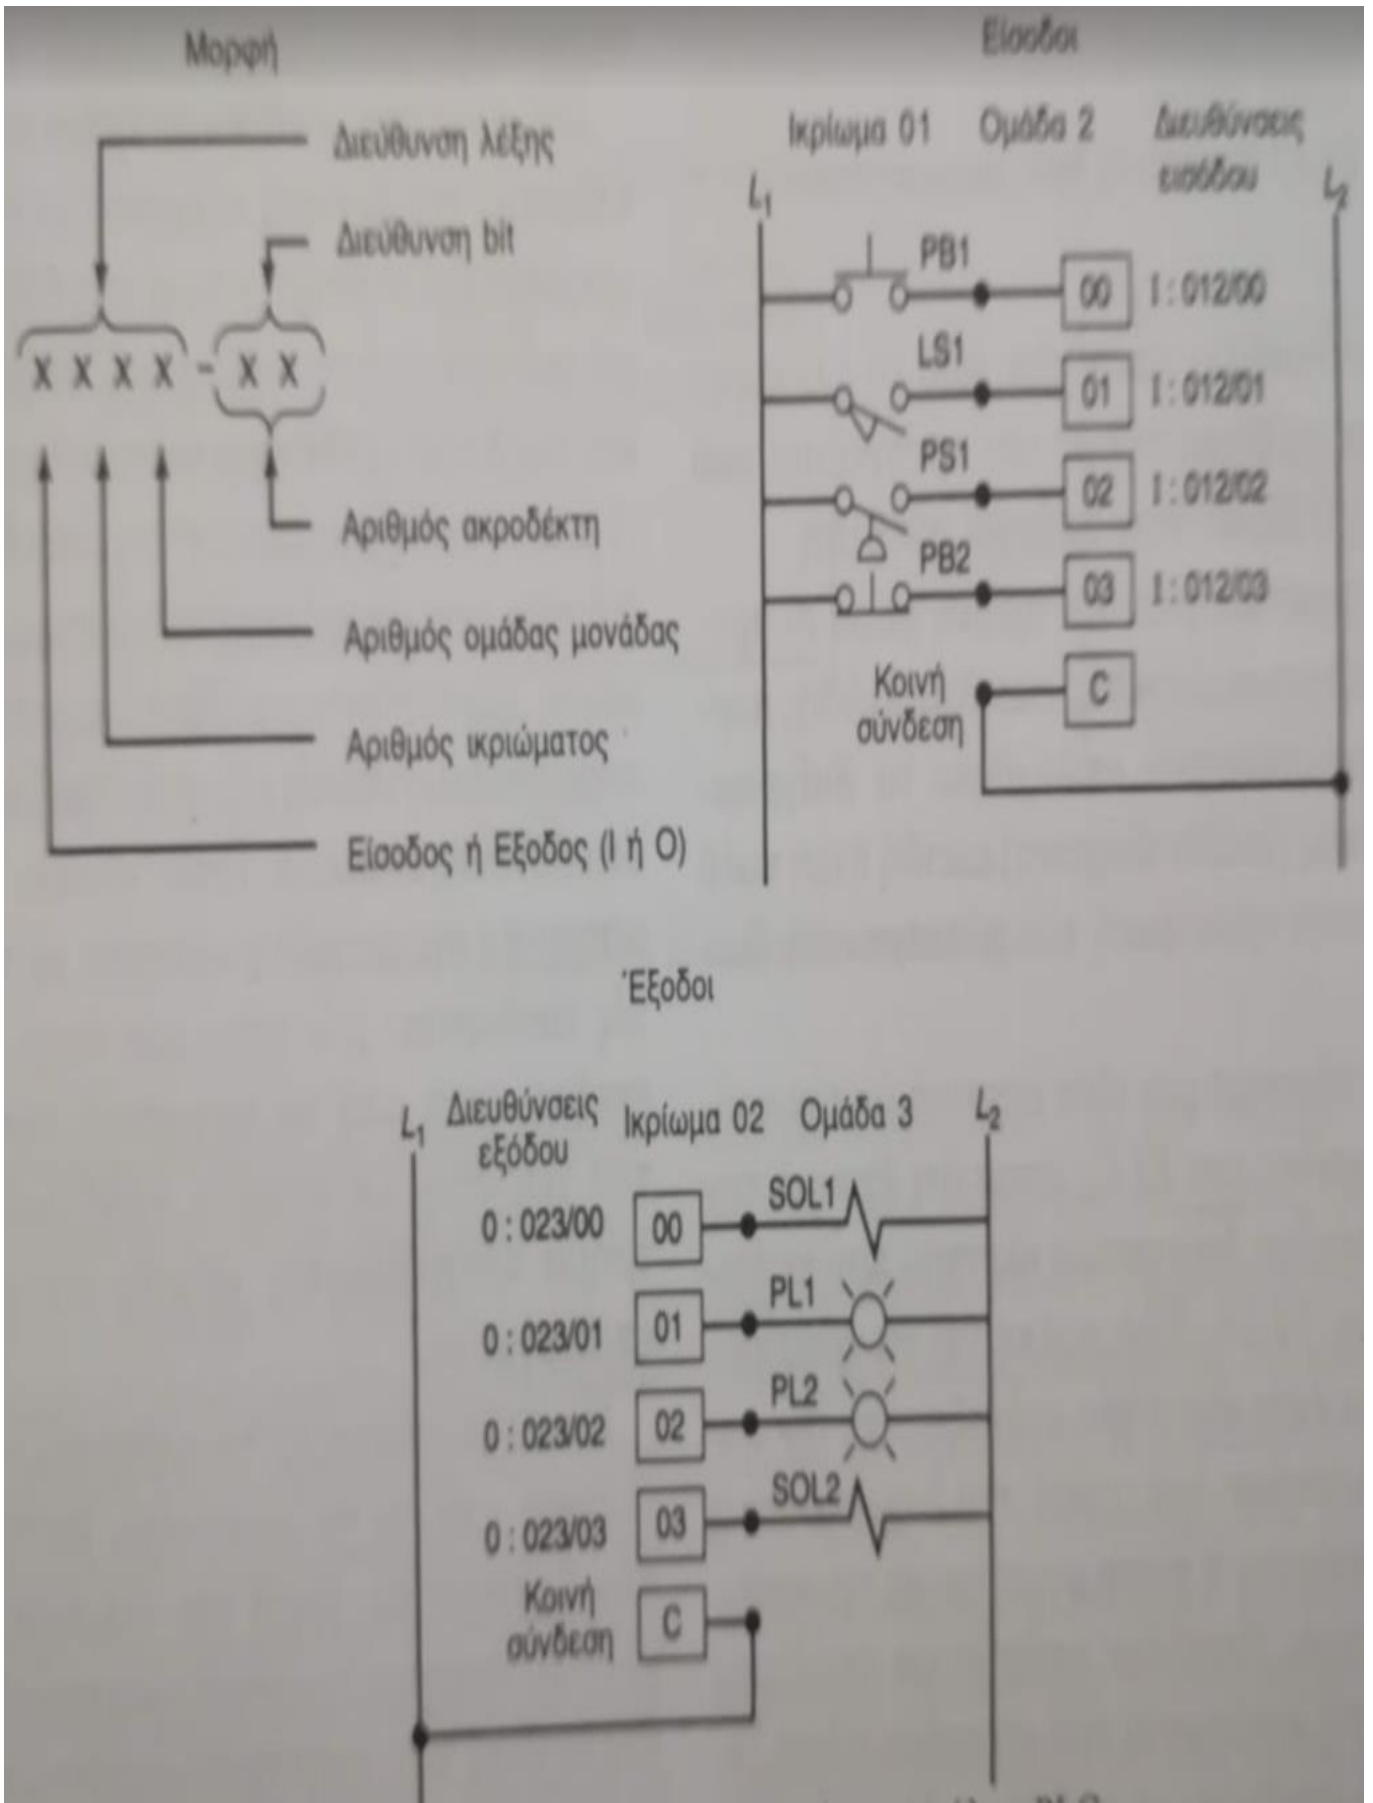 Μορφή
Διεύθυνση λέξης
Διεύθυνση bit
X X X X - X X
Αριθμός ακροδέκτη
Αριθμός ομάδας μονάδας
Αριθμός ικριώματος
Είσοδος ή Εξοδος (Ι ή Ο)
Είσοδοι
Ικρίωμα 01 Ομάδα 2 Διευθύνσεις
εισόδου
L1 L2
PB1 00 I : 012/00
LS1 01 I : 012/01
PS1 02 I : 012/02
PB2 03 I : 012/03
Κοινή
σύνδεση
C
Έξοδοι
L1 Διευθύνσεις
εξόδου
Ικρίωμα 02 Ομάδα 3 L2
0 : 023/00 00 SOL1
0 : 023/01 01 PL1
0 : 023/02 02 PL2
0 : 023/03 03 SOL2
Κοινή
σύνδεση
C